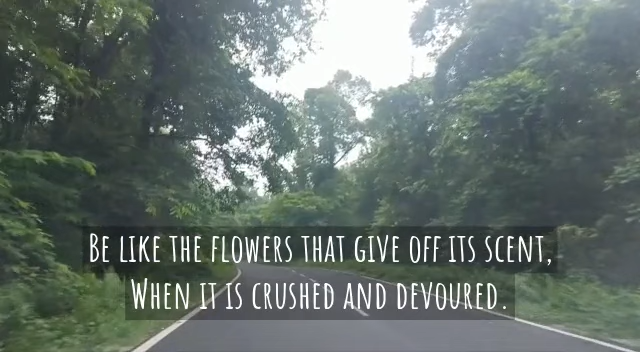 Be like the flowers that give off its scent,
When it is crushed and devoured.